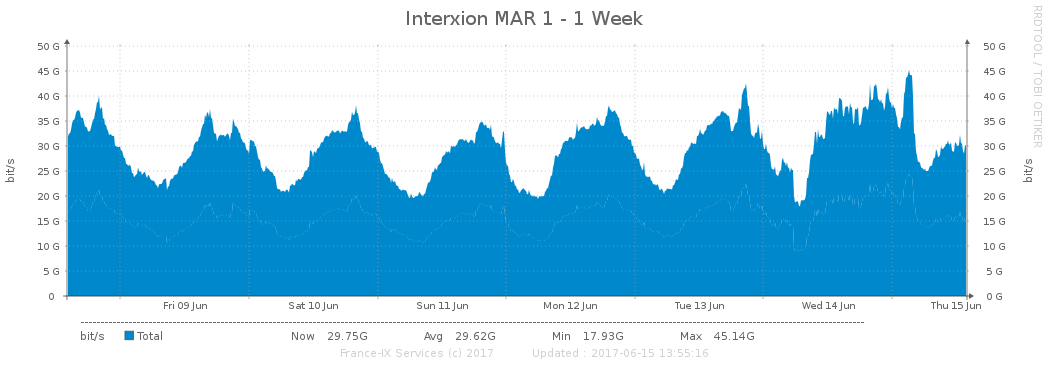 Interxion MAR 1 - 1 Week
RRDTOOL / TOBI OETIKER
bit/s
50 G 50 G
45 G 45 G
40 G 40 G
35 G 35 G
30 G 30 G
25 G 25 G
20 G 20 G
15 G 15 G
10 G 10 G
5 G 5 G
0 0 G
bit/s
Fri 09 Jun Sat 10 Jun Sun 11 Jun Mon 12 Jun Tue 13 Jun Wed 14 Jun Thu 15 Jun
bit/s Total Now 29.75G Avg 29.62G Min 17.93G Max 45.14G
France-IX Services (c) 2017 Updated : 2017-06-15 13:55:16